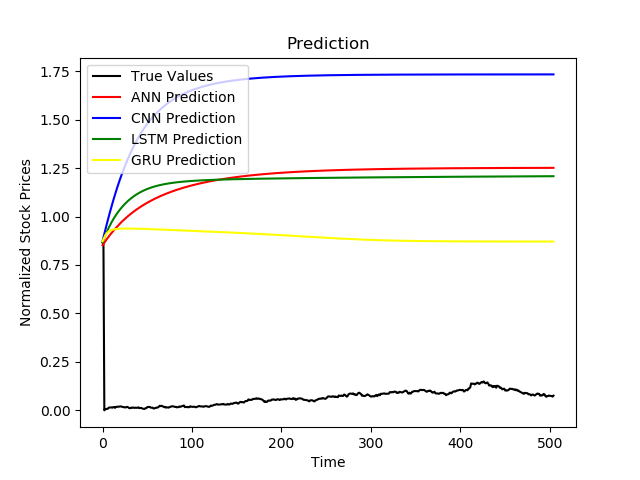 Prediction
True Values
ANN Prediction
CNN Prediction
LSTM Prediction
GRU Prediction
Normalized Stock Prices
1.75
1.50
1.25
1.00
0.75
0.50
0.25
0.00
0 100 200 300 400 500
Time